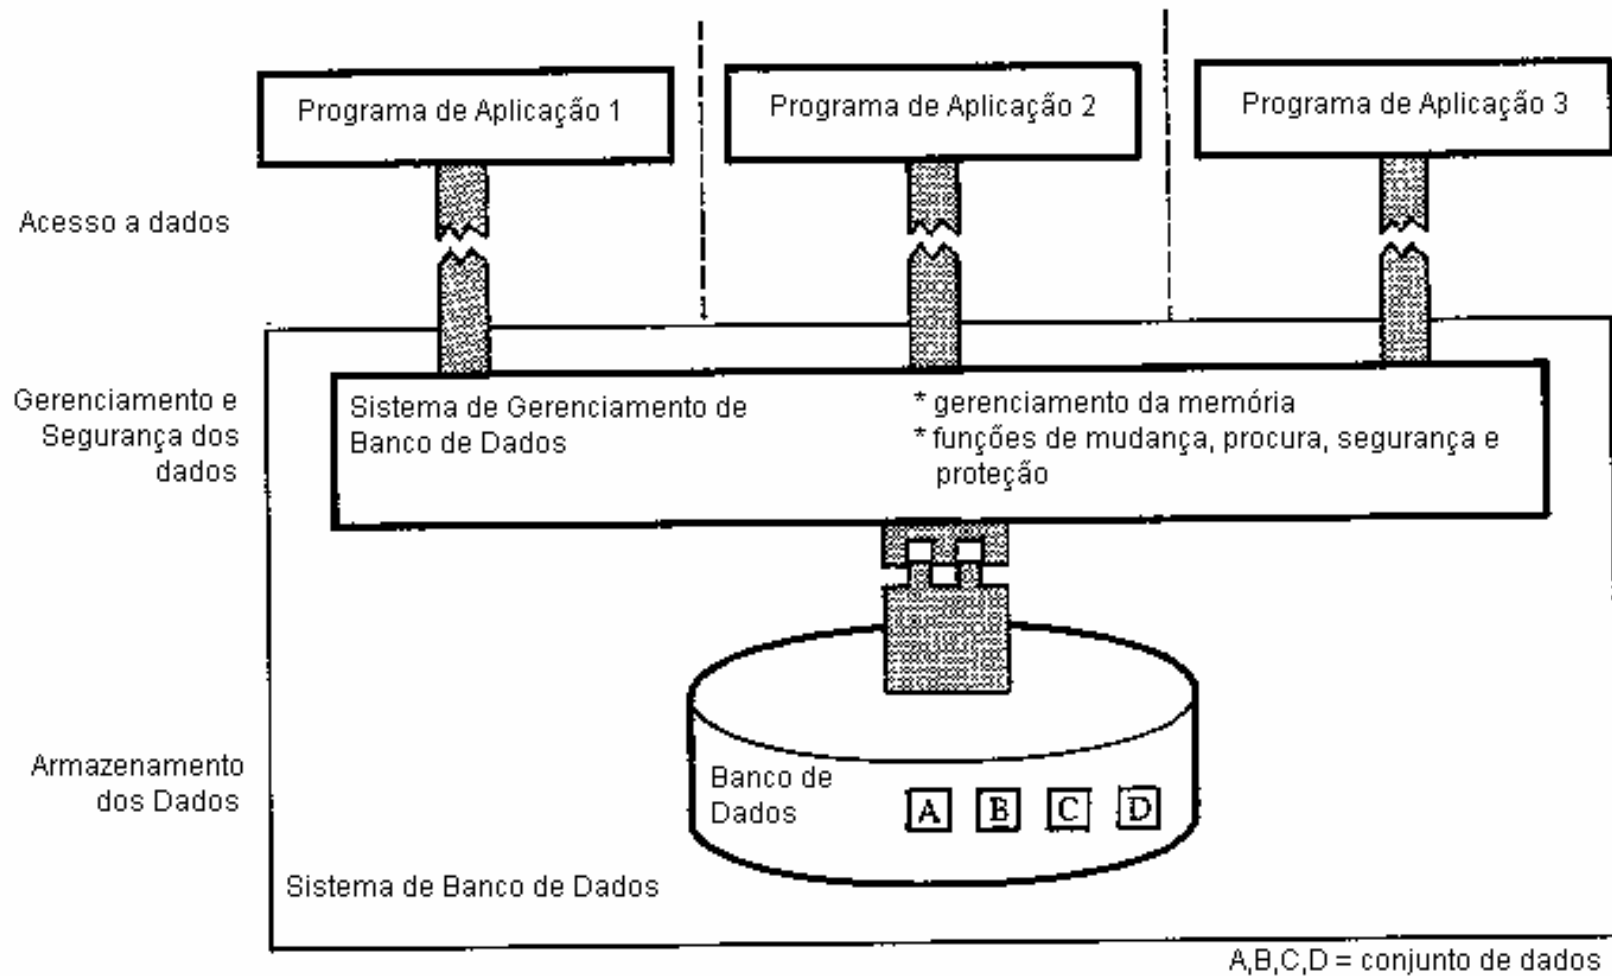 Programa de Aplicação 1
Programa de Aplicação 2
Programa de Aplicação 3
Acesso a dados
Gerenciamento e
Segurança dos
dados
Sistema de Gerenciamento de
Banco de Dados
* gerenciamento da memória
* funções de mudança, procura, segurança e
proteção
Armazenamento
dos Dados
Banco de
Dados
A B C D
Sistema de Banco de Dados
A,B,C,D = conjunto de dados